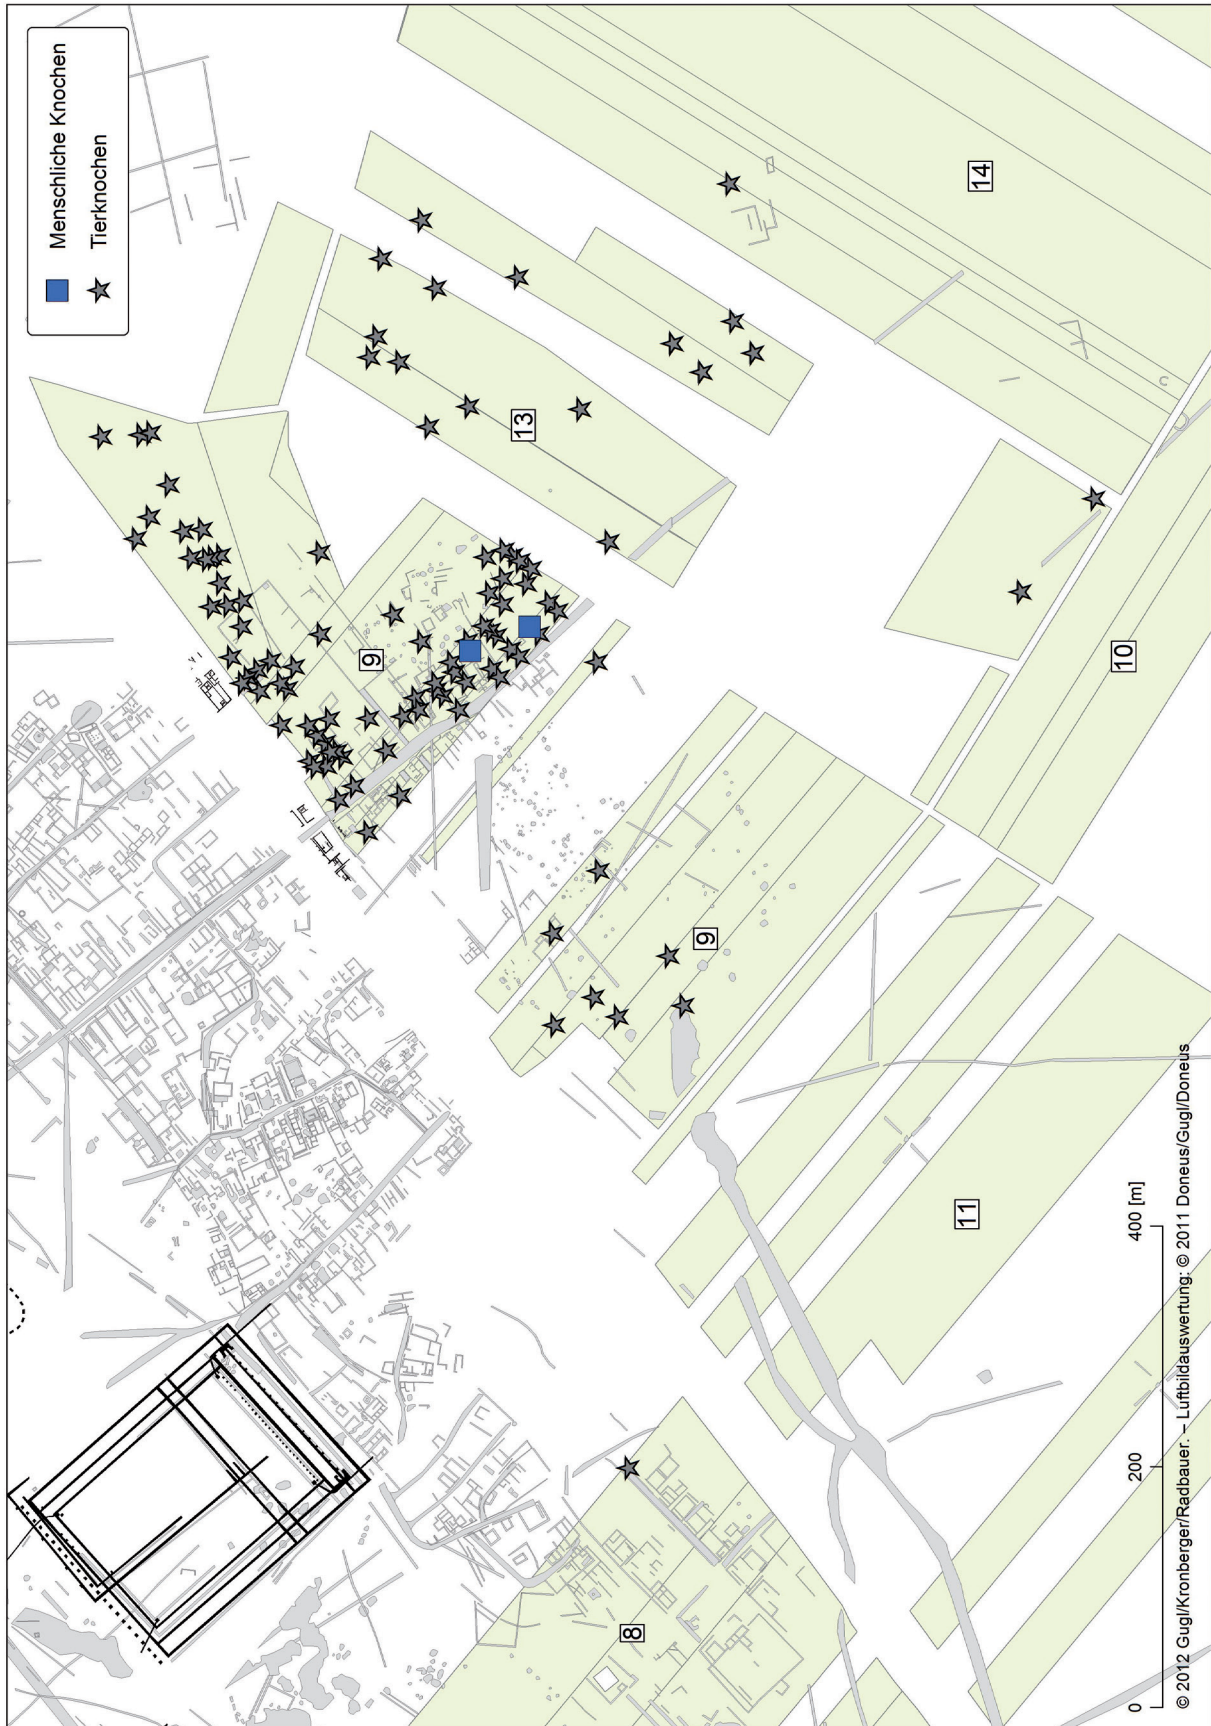 Menschliche Knochen
Tierknochen
14
13
9
10
9
11
8
0 200 400 [m]
© 2012 Gugl/Kronberger/Radbauer. – Luftbildauswertung: © 2011 Doneus/Gugl/Doneus